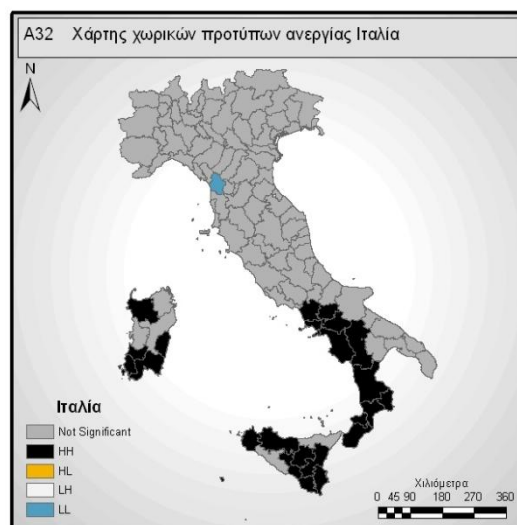 A32 Χάρτης χωρικών προτύπων ανεργίας Ιταλία
N
Ιταλία
Not Significant
HH
HL
LH
LL
Χιλιόμετρα
0 45 90 180 270 360